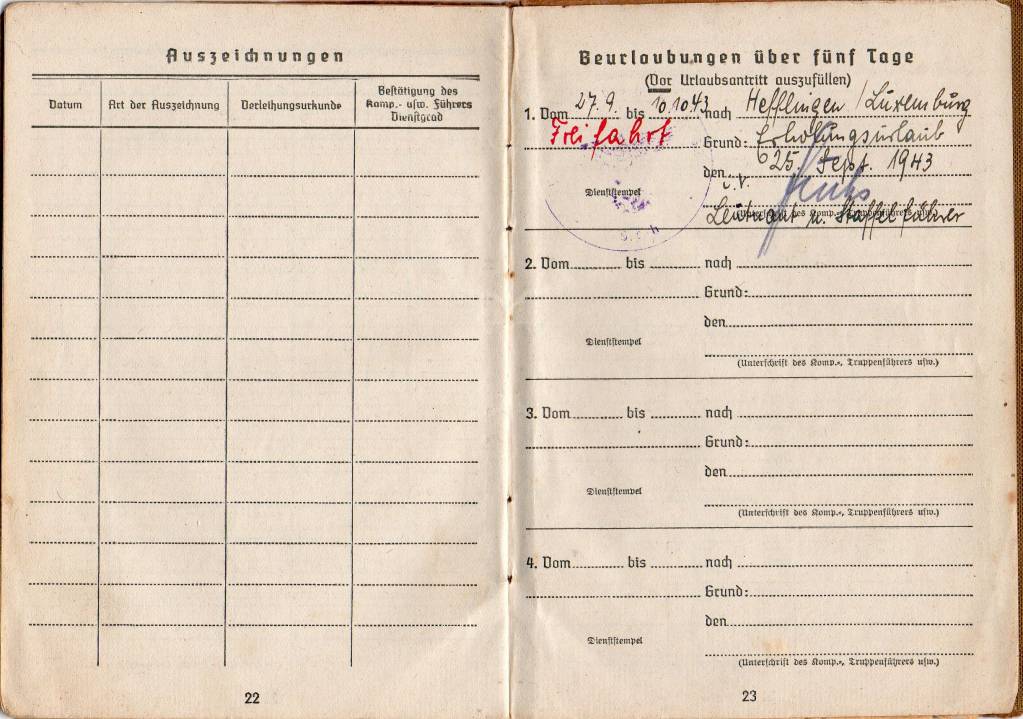 Auszeichnungen
Datum
Art der Auszeichnung
Verleihungsurkunde
Bestätigung des
Komp.- usw. Führers
Dienstgrad
22
Beurlaubungen über fünf Tage
(Vor Urlaubsantritt auszufüllen)
1. Vom 27.9. bis 10.10.43 nach Hefflingen / Luxemburg
Freifahrt Grund: Erholungsurlaub
den 25. Sept. 1943
Dienststempel
Leutnant u. Staffelführer
(Unterschrift des Komp.-, Truppenführers usw.)
2. Vom bis nach
Grund:
den
Dienststempel
(Unterschrift des Komp.-, Truppenführers usw.)
3. Vom bis nach
Grund:
den
Dienststempel
(Unterschrift des Komp.-, Truppenführers usw.)
4. Vom bis nach
Grund:
den
Dienststempel
(Unterschrift des Komp.-, Truppenführers usw.)
23